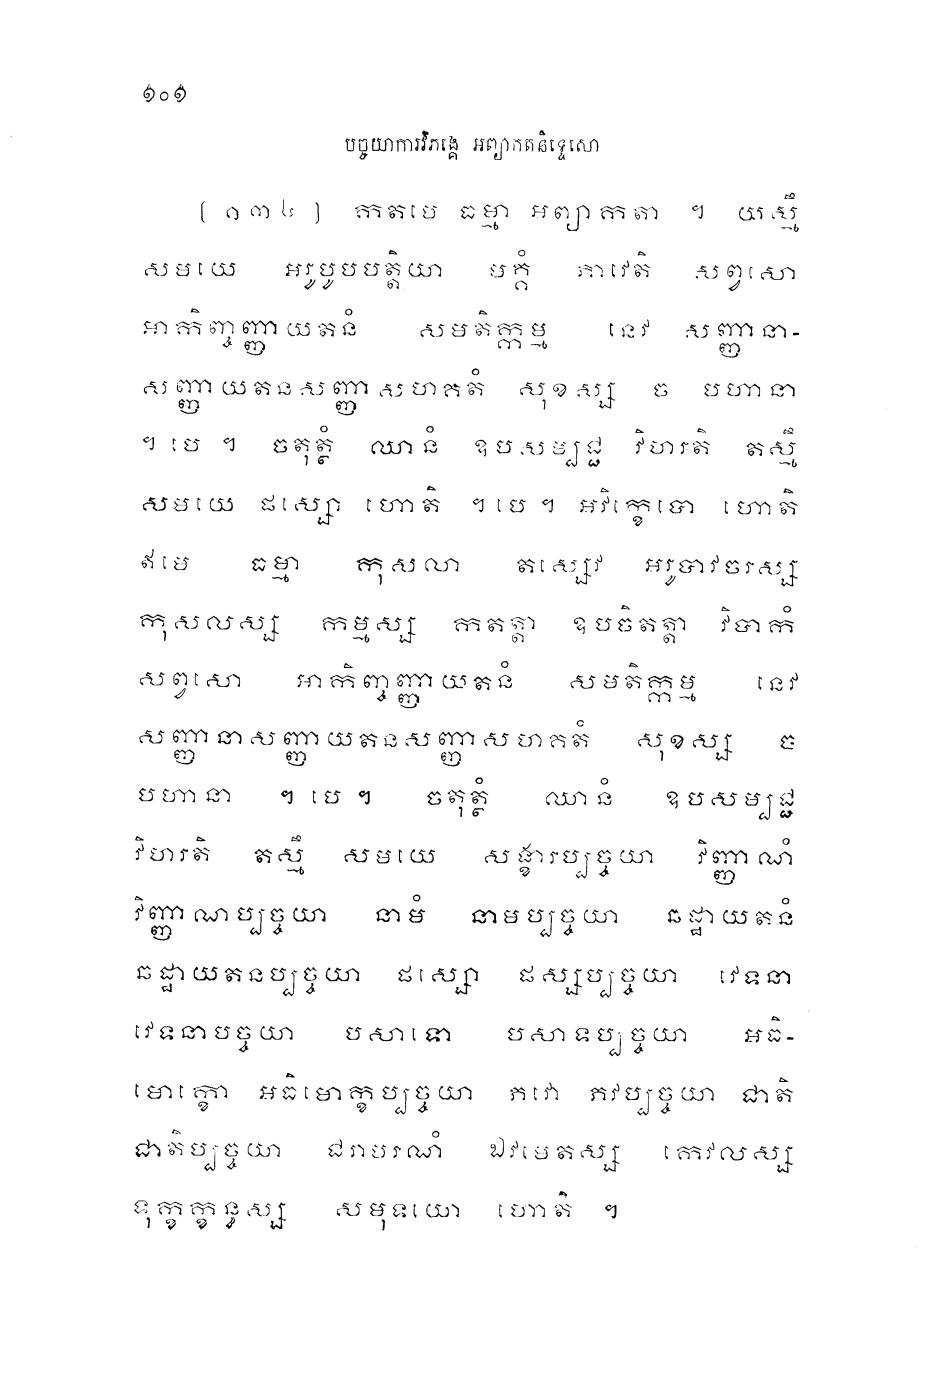 ១០១
បច្ចយាការវិភង្គេ អព្យាកតនិទ្ទេសោ
[១៣៤] កតមេ ធម្មា អព្យាកតា ។ យស្មឹ
សមយេ អរូបូបបត្តិយា មគ្គំ ភាវេតិ សព្វសោ
អាកិញ្ចញ្ញាយតនំ សមតិក្កម្ម នេវ សញ្ញានា-
សញ្ញាយតនសញ្ញាសហគតំ សុខស្ស ច បហានា
។ បេ ។ ចតុត្ថំ ឈានំ ឧបសម្បជ្ជ វិហរតិ តស្មឹ
សមយេ ផស្សោ ហោតិ ។ បេ ។ អវិក្ខេបោ ហោតិ
ឥមេ ធម្មា កុសលា តស្សេវ អរូបាវចរស្ស
កុសលស្ស កម្មស្ស កតត្តា ឧបចិតត្តា វិបាកំ
សព្វសោ អាកិញ្ចញ្ញាយតនំ សមតិក្កម្ម នេវ
សញ្ញានាសញ្ញាយតនសញ្ញាសហគតំ សុខស្ស ច
បហានា ។ បេ ។ ចតុត្ថំ ឈានំ ឧបសម្បជ្ជ
វិហរតិ តស្មឹ សមយេ សង្ខារប្បច្ចយា វិញ្ញាណំ
វិញ្ញាណប្បច្ចយា នាមំ នាមប្បច្ចយា ឆដ្ឋាយតនំ
ឆដ្ឋាយតនប្បច្ចយា ផស្សោ ផស្សប្បច្ចយា វេទនា
វេទនាបច្ចយា បសាទោ បសាទប្បច្ចយា អធិ-
មោក្ខោ អធិមោក្ខប្បច្ចយា ភវោ ភវប្បច្ចយា ជាតិ
ជាតិប្បច្ចយា ជរាមរណំ ឯវមេតស្ស កេវលស្ស
ទុក្ខក្ខន្ធស្ស សមុទយោ ហោតិ ។